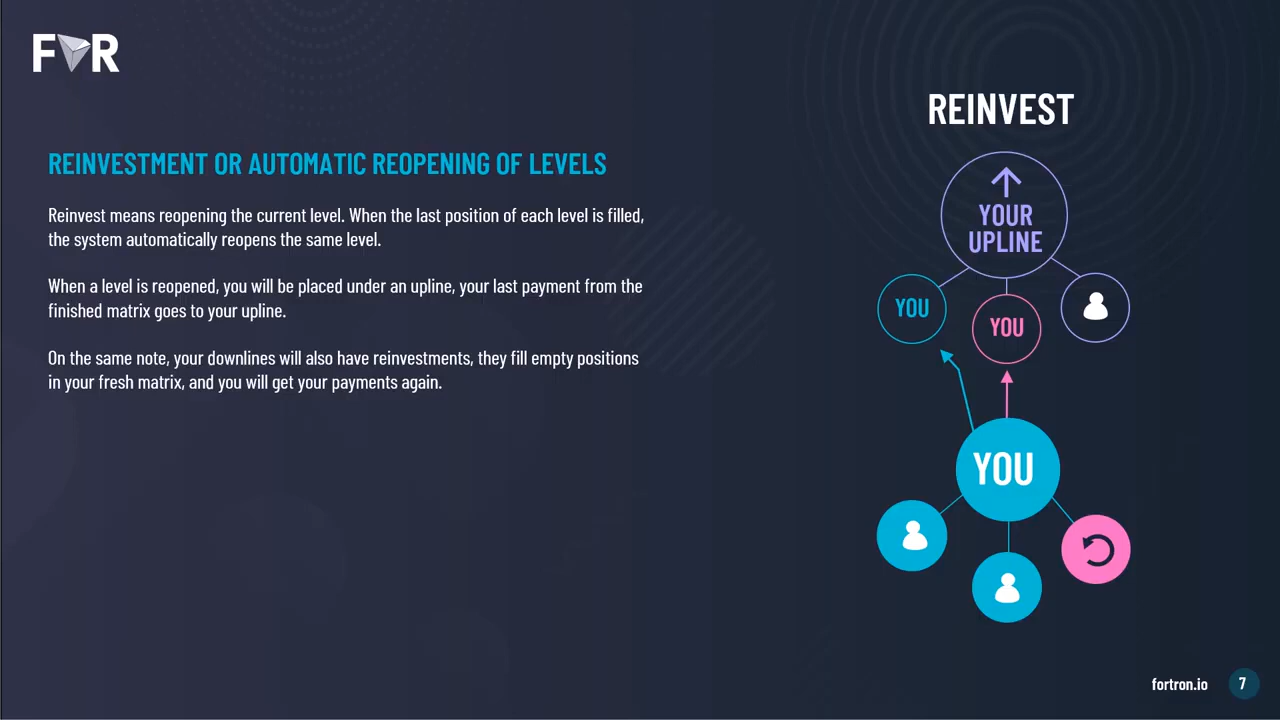 FOR
REINVEST
REINVESTMENT OR AUTOMATIC REOPENING OF LEVELS
Reinvest means reopening the current level. When the last position of each level is filled,
the system automatically reopens the same level.
When a level is reopened, you will be placed under an upline, your last payment from the
finished matrix goes to your upline.
On the same note, your downlines will also have reinvestments, they fill empty positions
in your fresh matrix, and you will get your payments again.
YOUR
UPLINE
YOU
YOU
YOU
fortron.io
7